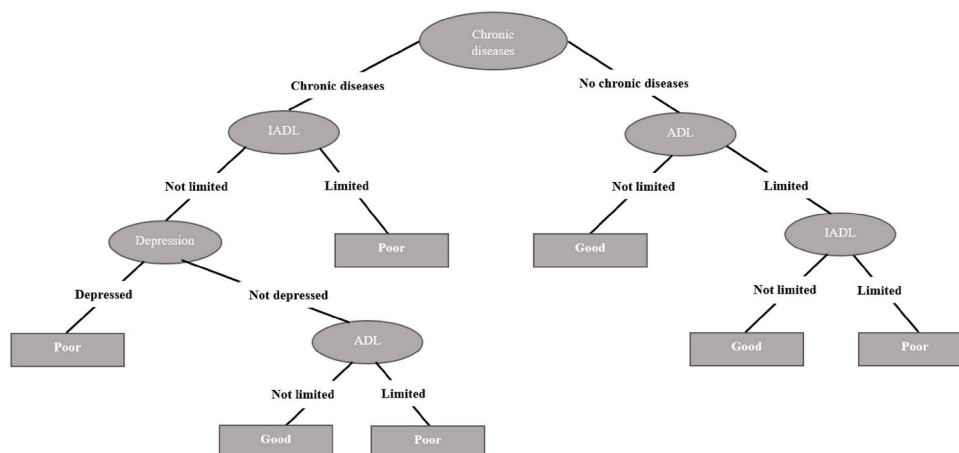 Chronic
diseases
Chronic diseases
No chronic diseases
IADL
ADL
Not limited
Limited
Not limited
Limited
Depression
Poor
Good
IADL
Depressed
Not depressed
Not limited
Limited
Poor
ADL
Good
Poor
Not limited
Limited
Good
Poor